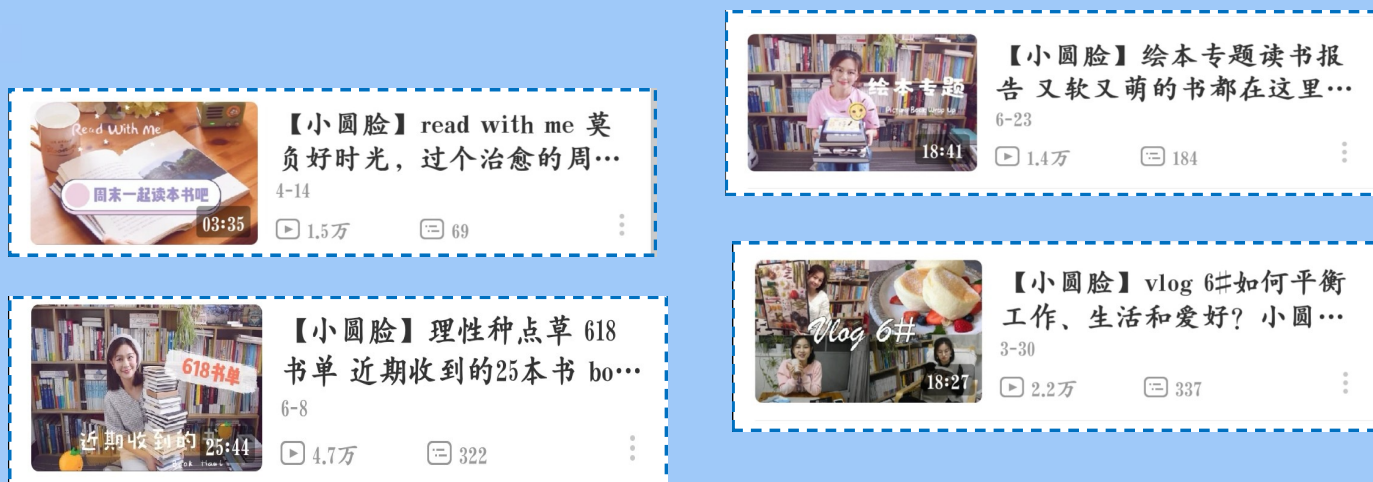 Read With Me
周末一起读本书吧
03:35
【小圆脸】read with me 莫
负好时光，过个治愈的周…
4-14
1.5万
69
618书单
近期收到的
25:44
【小圆脸】理性种点草 618
书单 近期收到的25本书 bo…
6-8
4.7万
322
绘本专题
Picture Book Wrap Up
18:41
【小圆脸】绘本专题读书报
告 又软又萌的书都在这里…
6-23
1.4万
184
Vlog 6#
18:27
【小圆脸】vlog 6#如何平衡
工作、生活和爱好？小圆…
3-30
2.2万
337